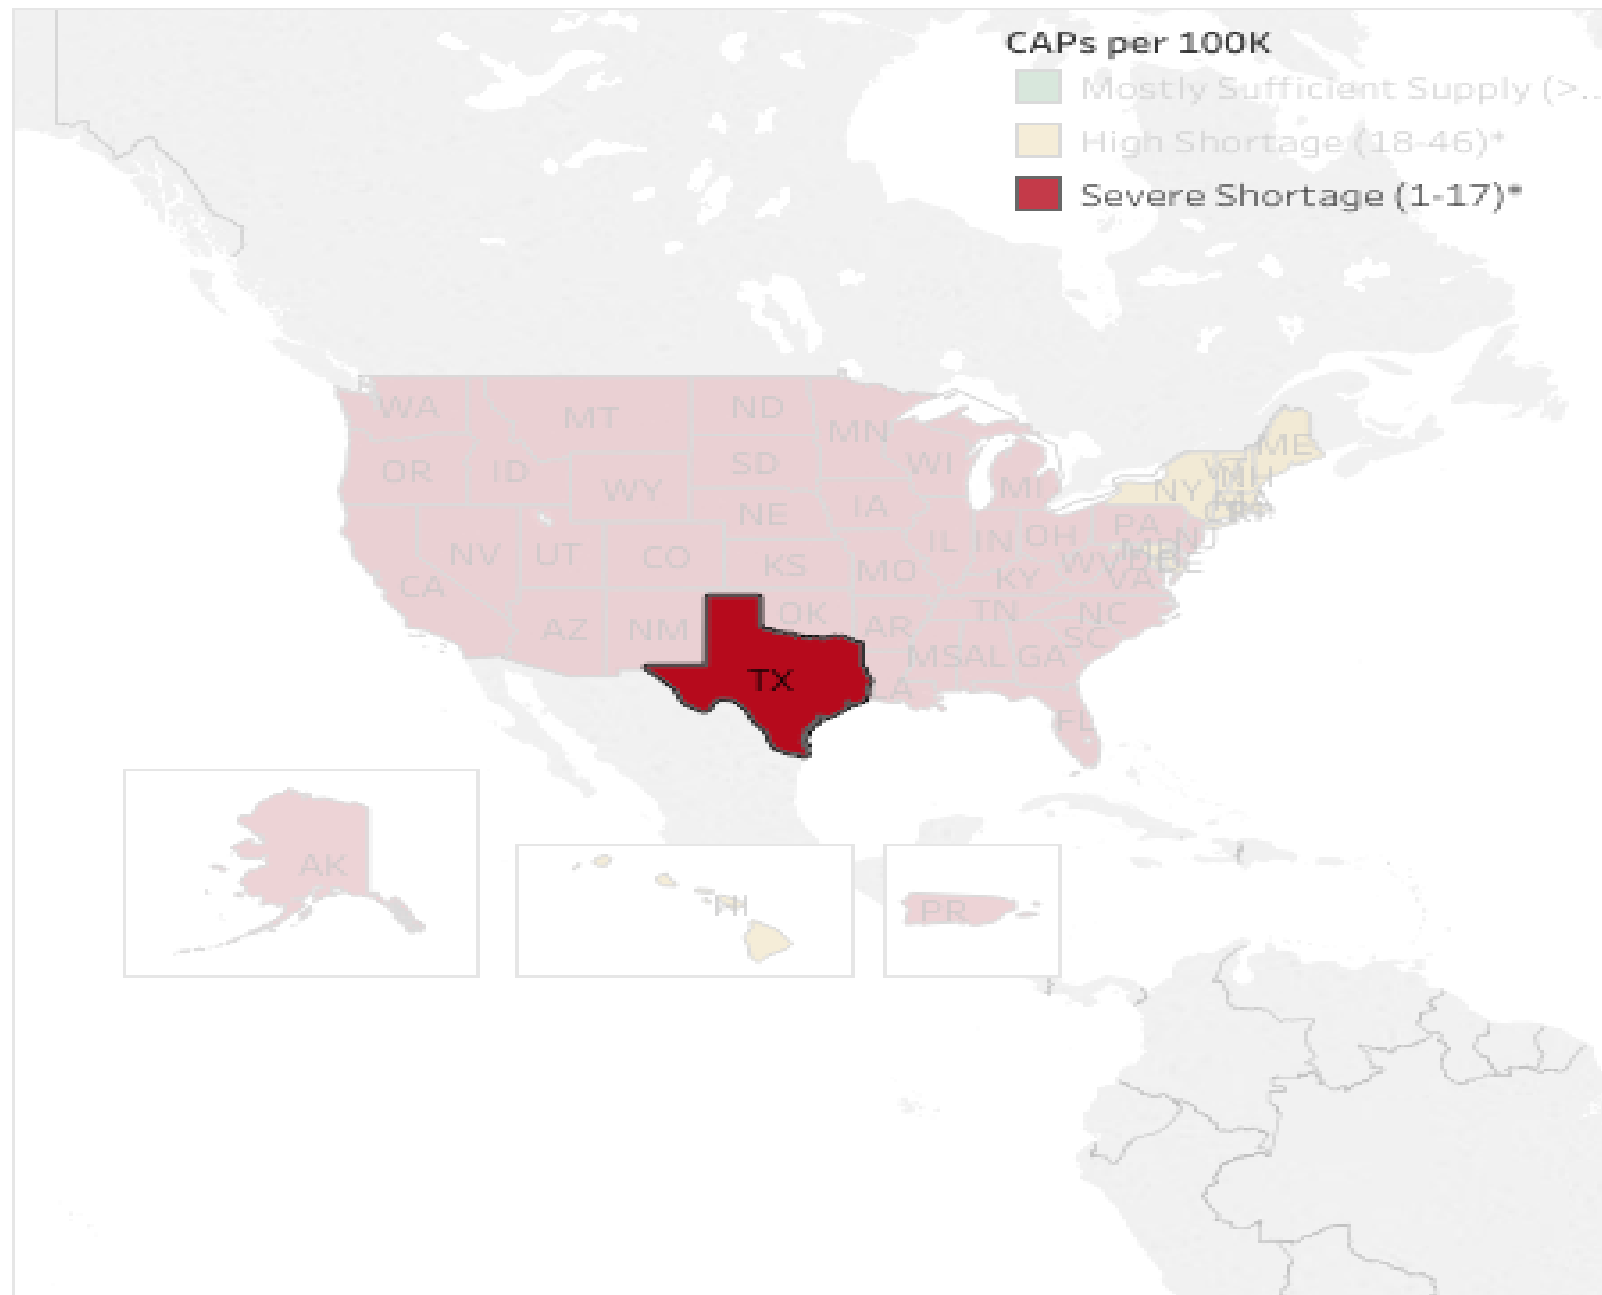 CAPs per 100K
Mostly Sufficient Supply (>...
High Shortage (18-46)*
Severe Shortage (1-17)*
WA
MT
ND
MN
OR
ID
SD
WI
ME
WY
MI
NY
NE
IA
PA
NJ
NV
UT
CO
IL
IN
OH
KS
MO
WV
VA
DE
CA
KY
OK
TN
NC
AZ
NM
AR
SC
MS
AL
GA
TX
LA
FL
AK
HI
PR